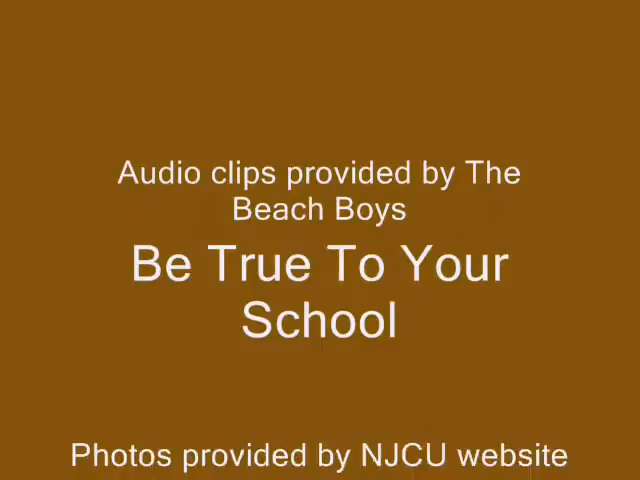 Audio clips provided by The
Beach Boys
Be True To Your
School
Photos provided by NJCU website